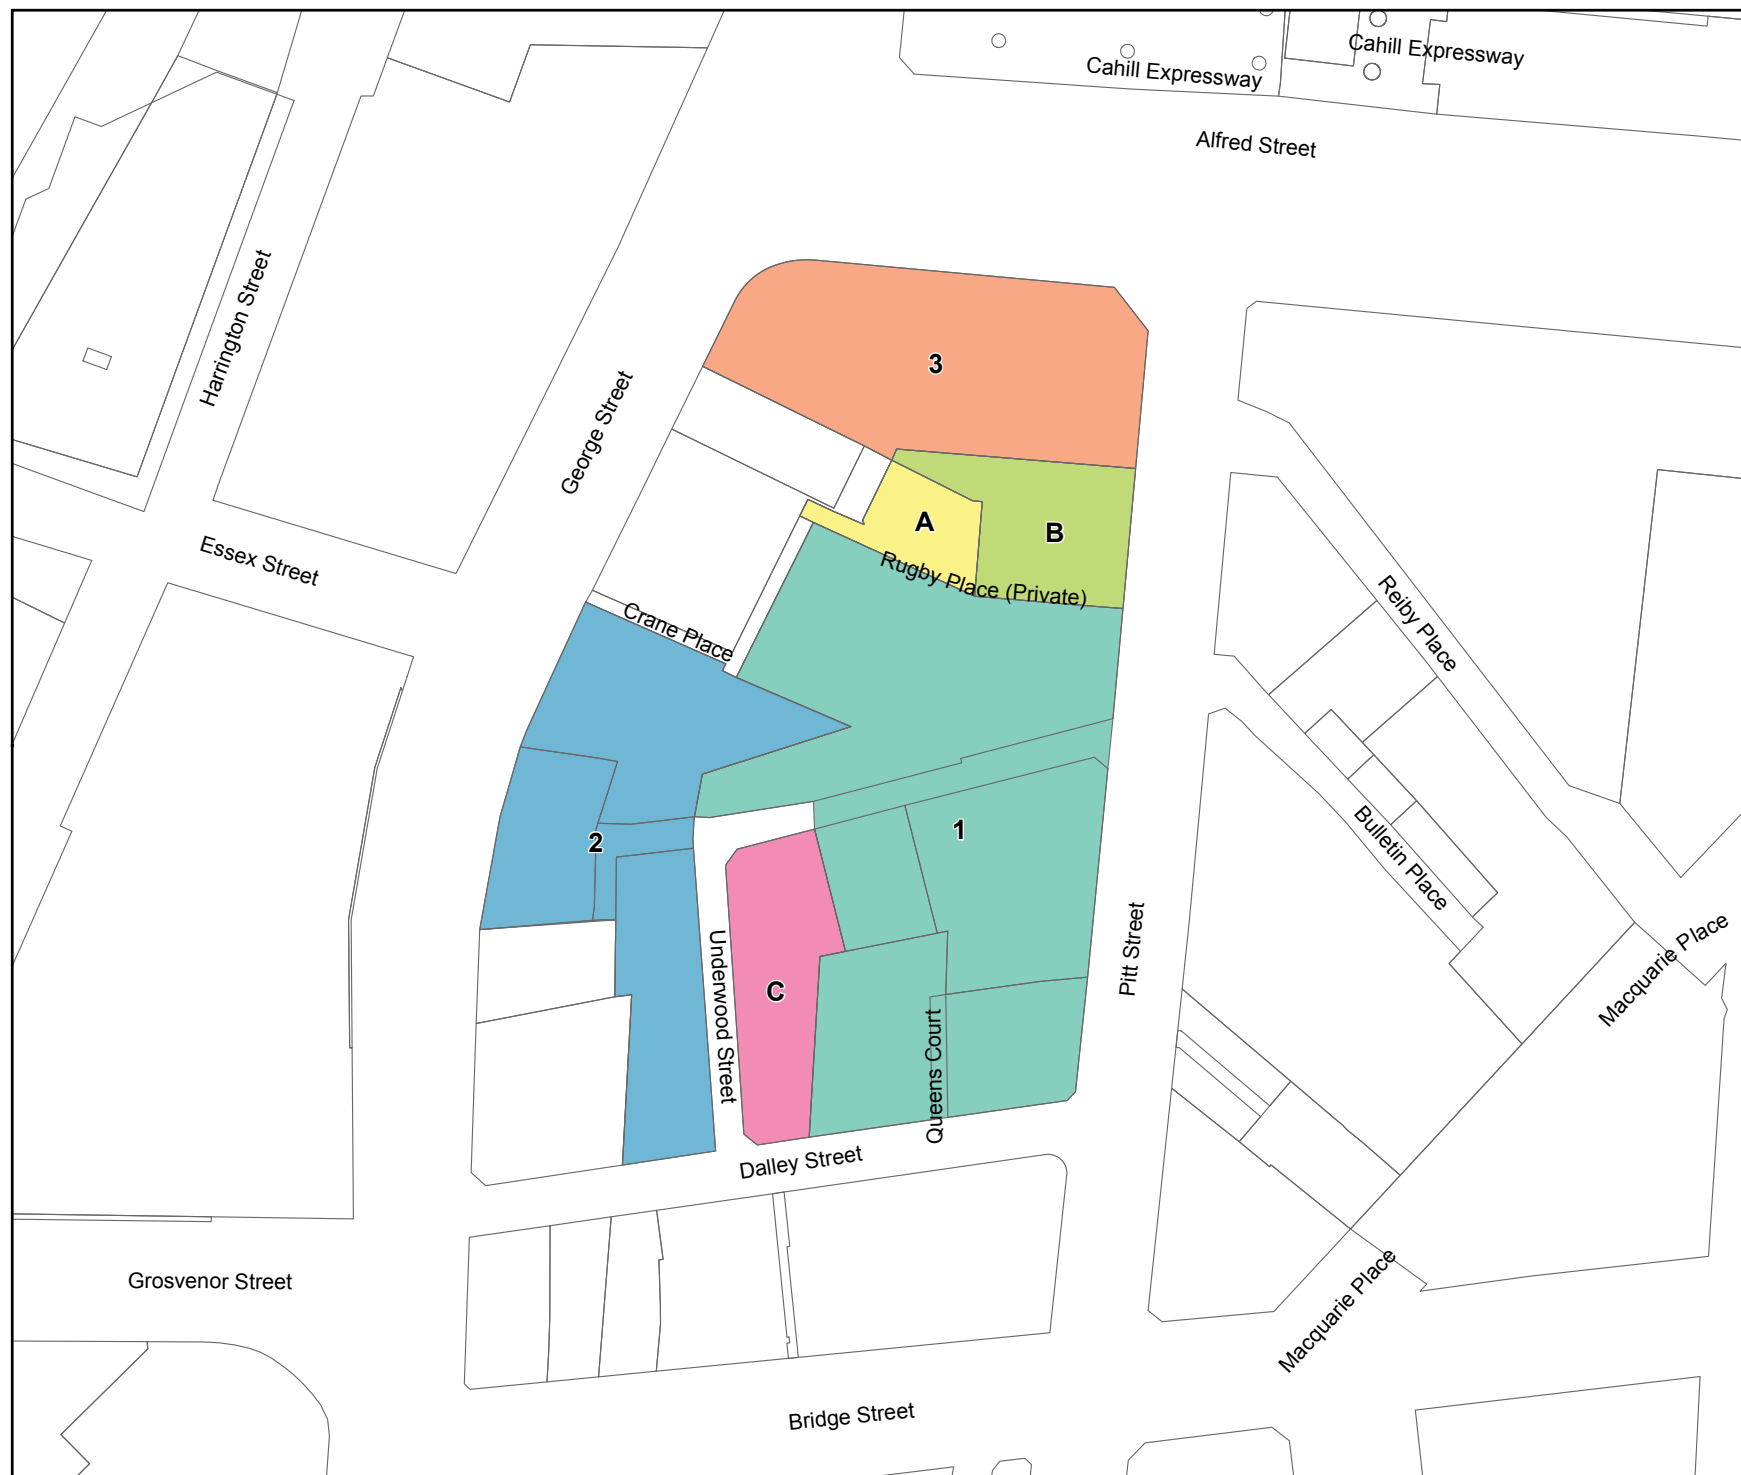 Cahill Expressway
Cahill Expressway
Alfred Street
Harrington Street
3
George Street
A
B
Essex Street
Rugby Place (Private)
Crane Place
Reiby Place
2
1
Bulletin Place
Underwood Street
C
Pitt Street
Macquarie Place
Queens Court
Dalley Street
Grosvenor Street
Macquarie Place
Bridge Street